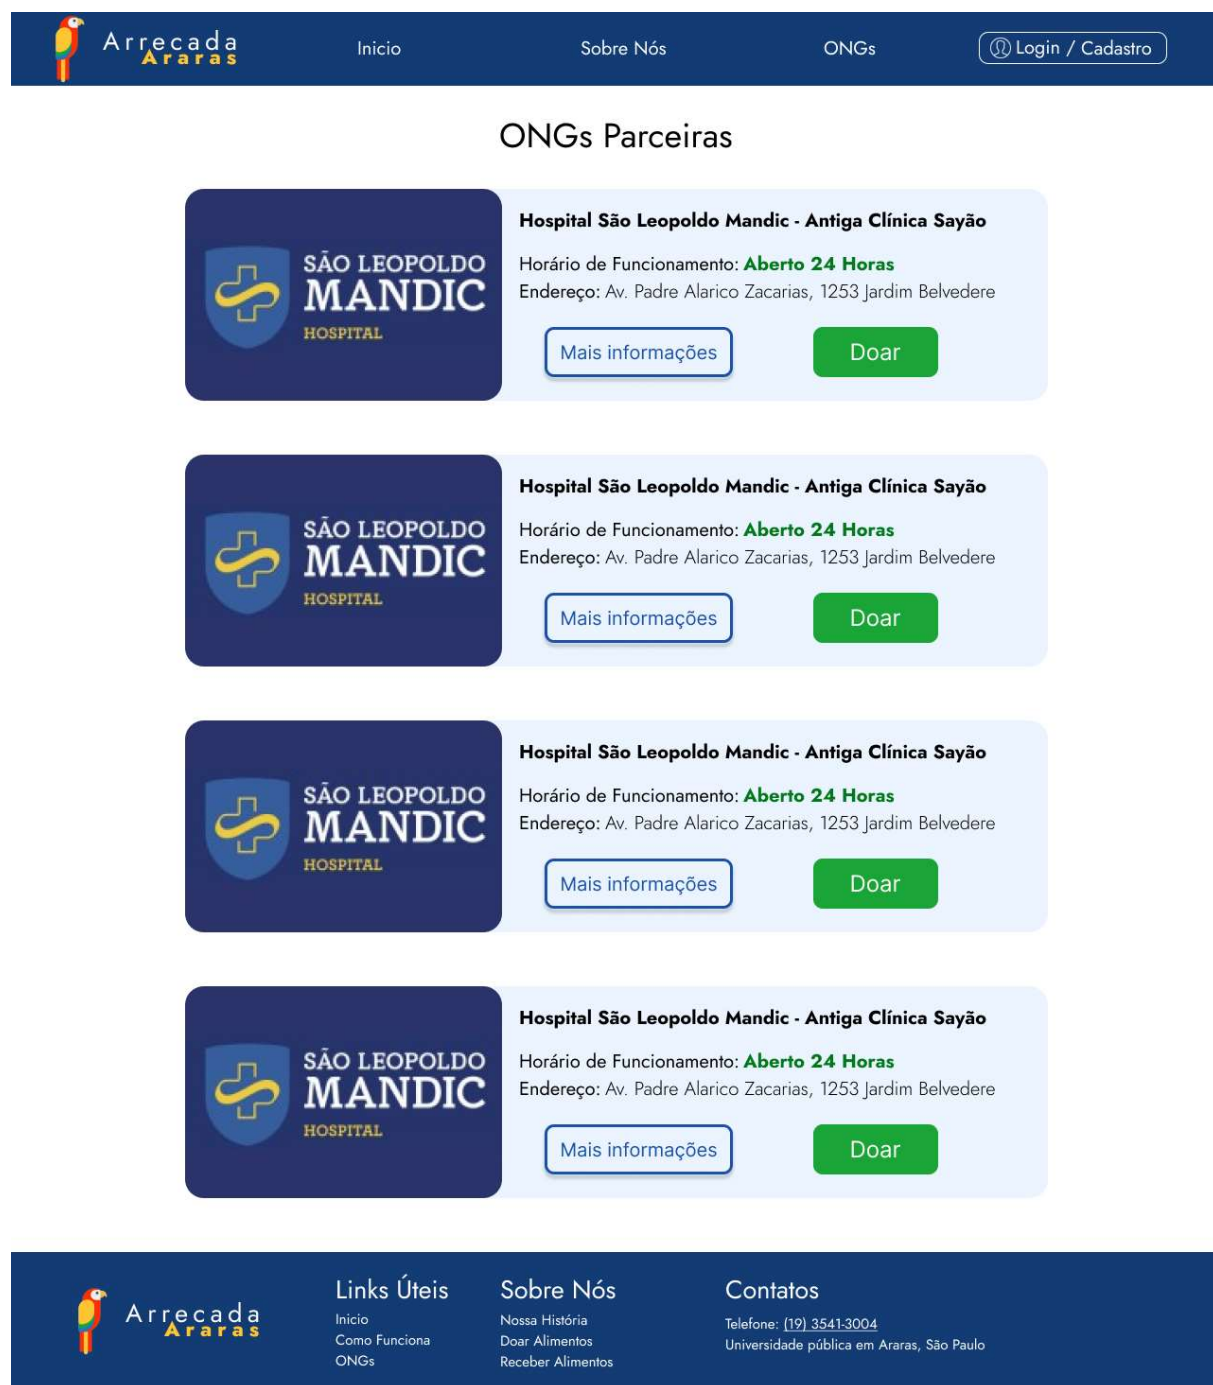 Arrecada
Araras
Inicio
Sobre Nós
ONGs
Login / Cadastro
ONGs Parceiras
SÃO LEOPOLDO
MANDIC
HOSPITAL
Hospital São Leopoldo Mandic - Antiga Clínica Sayão
Horário de Funcionamento: Aberto 24 Horas
Endereço: Av. Padre Alarico Zacarias, 1253 Jardim Belvedere
Mais informações
Doar
SÃO LEOPOLDO
MANDIC
HOSPITAL
Hospital São Leopoldo Mandic - Antiga Clínica Sayão
Horário de Funcionamento: Aberto 24 Horas
Endereço: Av. Padre Alarico Zacarias, 1253 Jardim Belvedere
Mais informações
Doar
SÃO LEOPOLDO
MANDIC
HOSPITAL
Hospital São Leopoldo Mandic - Antiga Clínica Sayão
Horário de Funcionamento: Aberto 24 Horas
Endereço: Av. Padre Alarico Zacarias, 1253 Jardim Belvedere
Mais informações
Doar
SÃO LEOPOLDO
MANDIC
HOSPITAL
Hospital São Leopoldo Mandic - Antiga Clínica Sayão
Horário de Funcionamento: Aberto 24 Horas
Endereço: Av. Padre Alarico Zacarias, 1253 Jardim Belvedere
Mais informações
Doar
Arrecada
Araras
Links Úteis
Inicio
Como Funciona
ONGs
Sobre Nós
Nossa História
Doar Alimentos
Receber Alimentos
Contatos
Telefone: (19) 3541-3004
Universidade pública em Araras, São Paulo